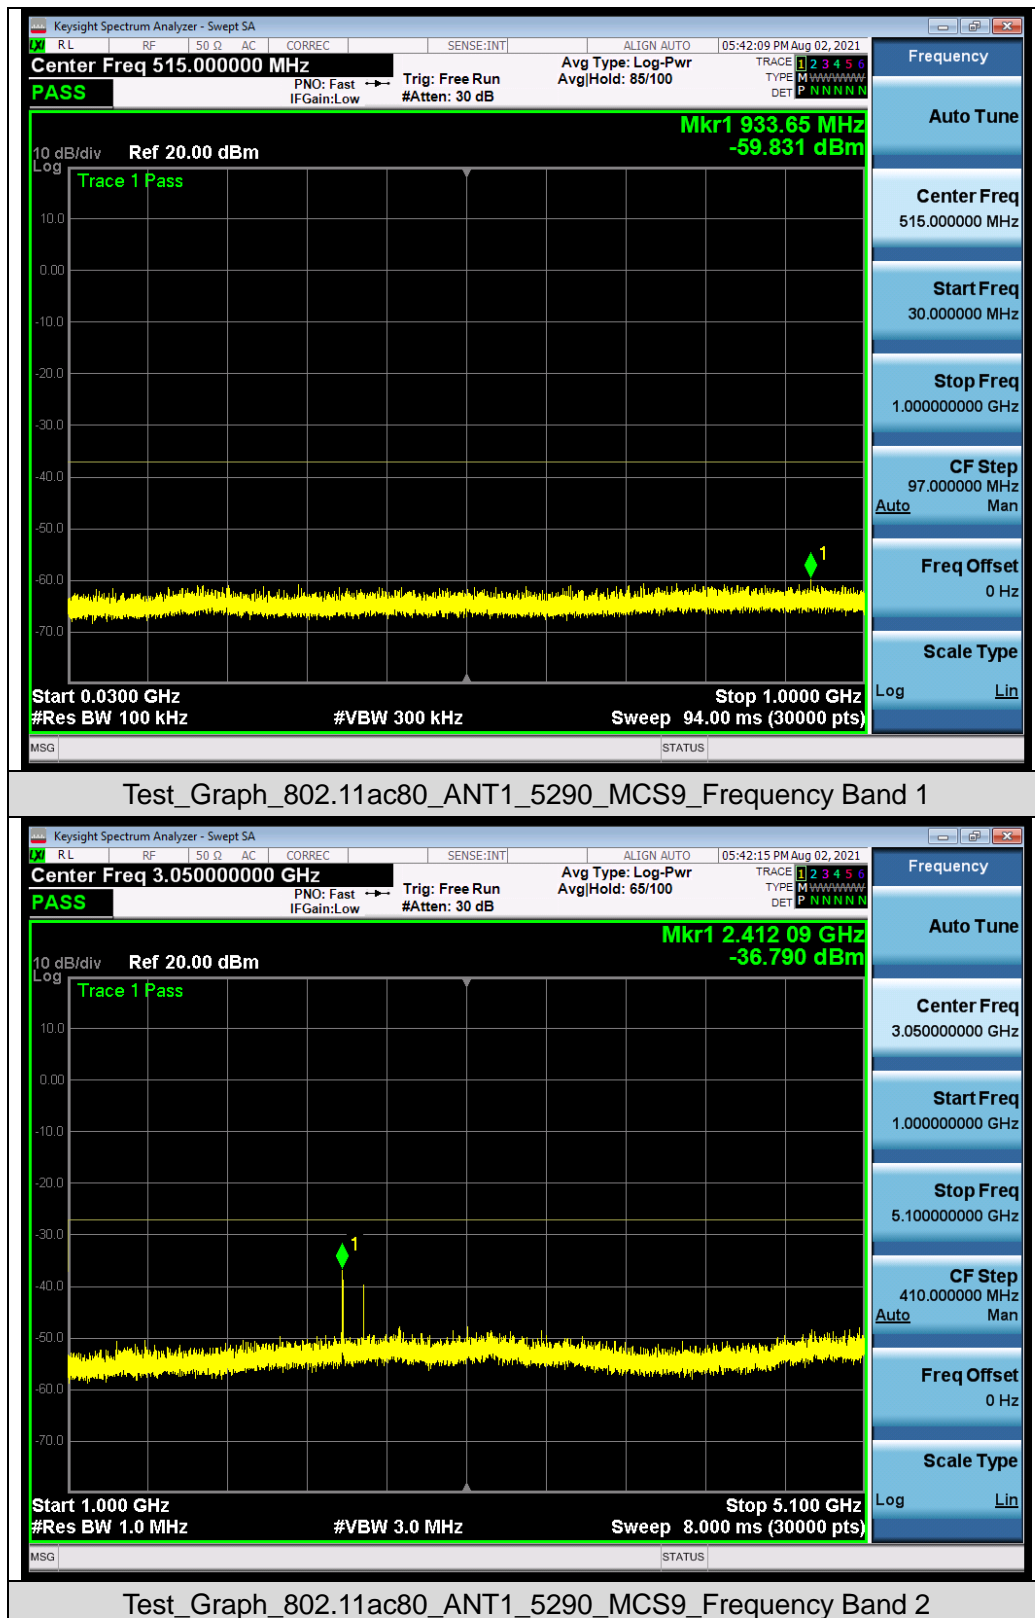 Keysight Spectrum Analyzer - Swept SA
LXI RL RF 50 Ω AC CORREC SENSE:INT ALIGN AUTO 05:42:09 PM Aug 02, 2021
Center Freq 515.000000 MHz
PASS
PNO: Fast
IFGain:Low
Trig: Free Run
#Atten: 30 dB
Avg Type: Log-Pwr
Avg|Hold: 85/100
TRACE 1 2 3 4 5 6
TYPE M WWWWW
DET P N N N N N
Mkr1 933.65 MHz
-59.831 dBm
10 dB/div Ref 20.00 dBm
Log
Trace 1 Pass
10.0
0.00
-10.0
-20.0
-30.0
-40.0
-50.0
-60.0
-70.0
1
Start 0.0300 GHz Stop 1.0000 GHz
#Res BW 100 kHz #VBW 300 kHz Sweep 94.00 ms (30000 pts)
MSG STATUS
Frequency
Auto Tune
Center Freq
515.000000 MHz
Start Freq
30.000000 MHz
Stop Freq
1.000000000 GHz
CF Step
97.000000 MHz
Auto Man
Freq Offset
0 Hz
Scale Type
Log Lin
Test_Graph_802.11ac80_ANT1_5290_MCS9_Frequency Band 1
Keysight Spectrum Analyzer - Swept SA
LXI RL RF 50 Ω AC CORREC SENSE:INT ALIGN AUTO 05:42:15 PM Aug 02, 2021
Center Freq 3.050000000 GHz
PASS
PNO: Fast
IFGain:Low
Trig: Free Run
#Atten: 30 dB
Avg Type: Log-Pwr
Avg|Hold: 65/100
TRACE 1 2 3 4 5 6
TYPE M WWWWW
DET P N N N N N
Mkr1 2.412 09 GHz
-36.790 dBm
10 dB/div Ref 20.00 dBm
Log
Trace 1 Pass
10.0
0.00
-10.0
-20.0
-30.0
-40.0
-50.0
-60.0
-70.0
1
Start 1.000 GHz Stop 5.100 GHz
#Res BW 1.0 MHz #VBW 3.0 MHz Sweep 8.000 ms (30000 pts)
MSG STATUS
Frequency
Auto Tune
Center Freq
3.050000000 GHz
Start Freq
1.000000000 GHz
Stop Freq
5.100000000 GHz
CF Step
410.000000 MHz
Auto Man
Freq Offset
0 Hz
Scale Type
Log Lin
Test_Graph_802.11ac80_ANT1_5290_MCS9_Frequency Band 2